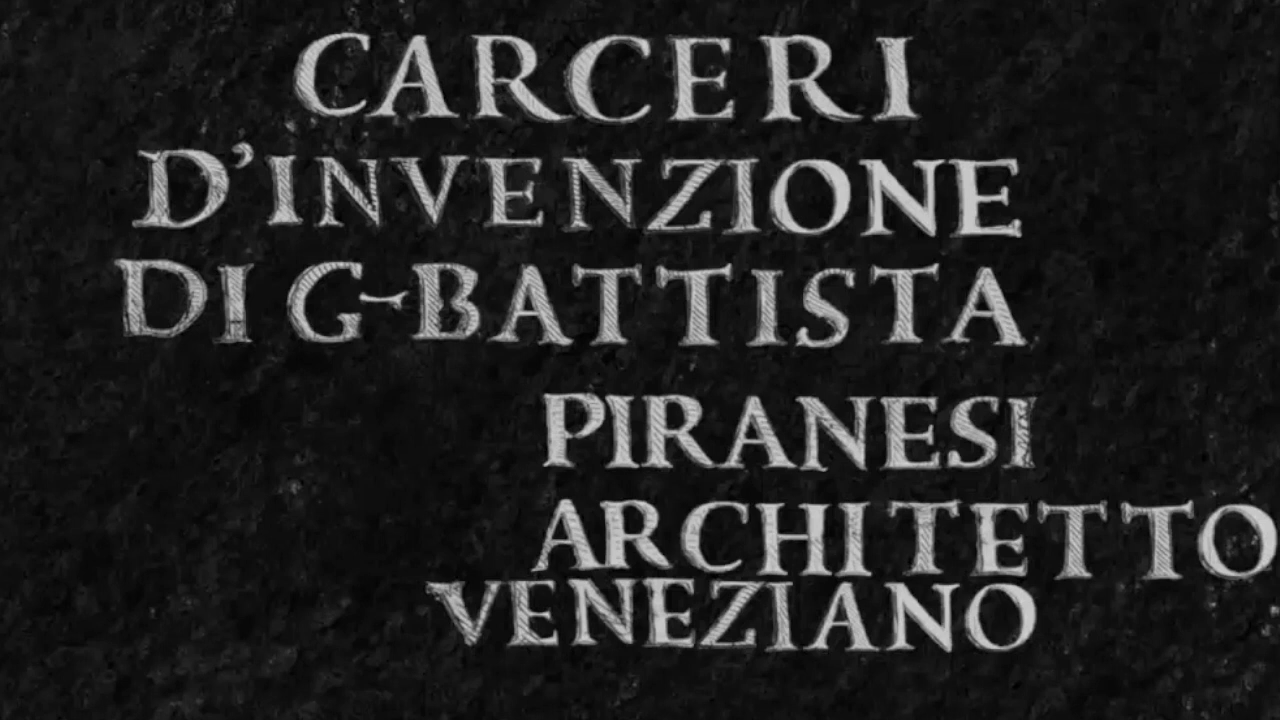 CARCERI
D'INVENZIONE
DI G-BATTISTA
PIRANESI
ARCHITETTO
VENEZIANO